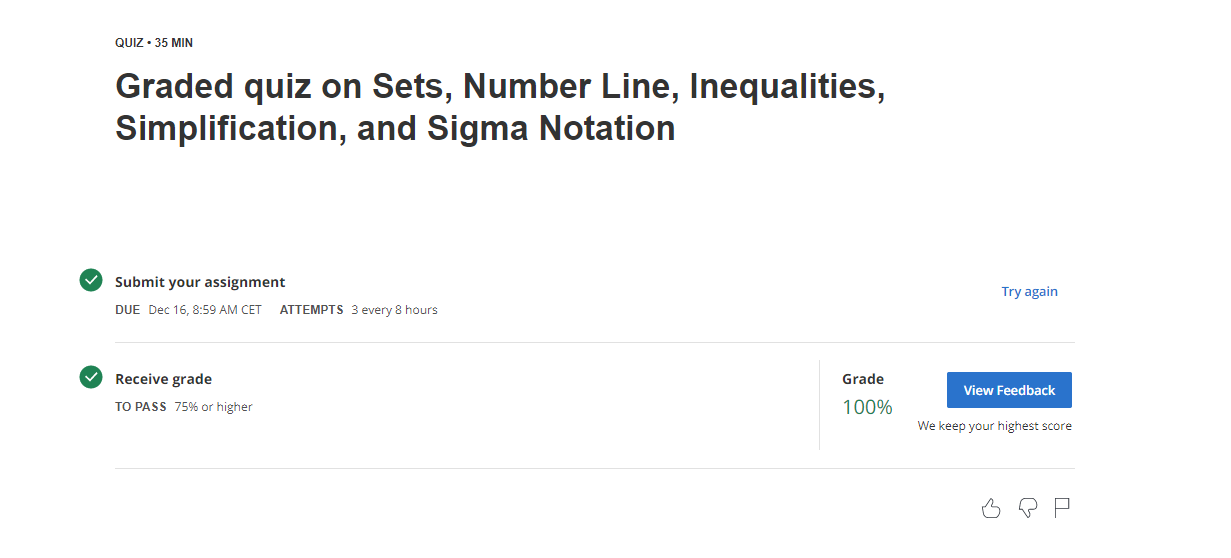 QUIZ • 35 MIN
Graded quiz on Sets, Number Line, Inequalities,
Simplification, and Sigma Notation
Submit your assignment
DUE Dec 16, 8:59 AM CET ATTEMPTS 3 every 8 hours
Try again
Receive grade
TO PASS 75% or higher
Grade
100%
View Feedback
We keep your highest score